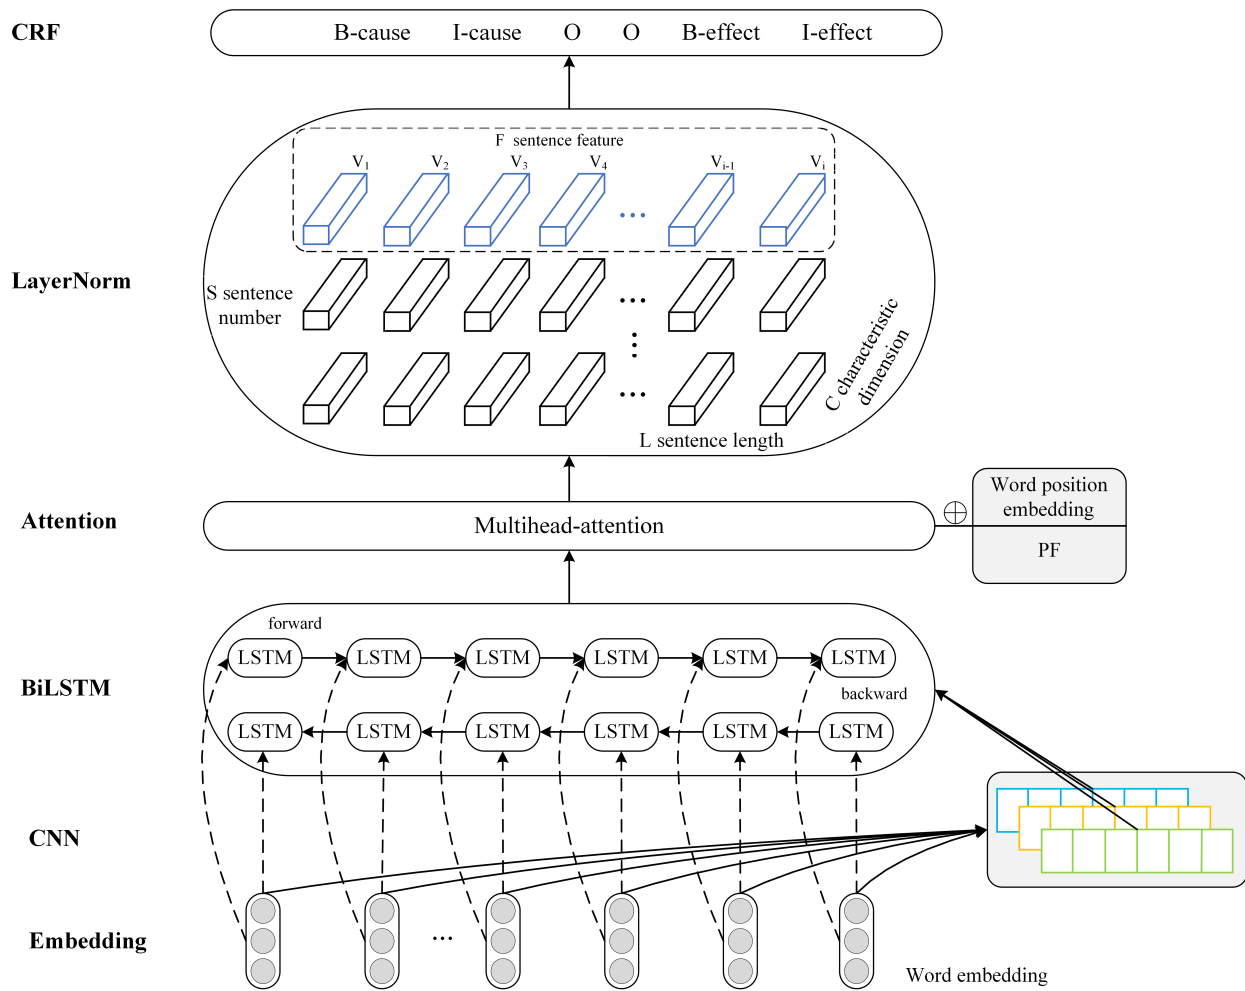 CRF
B-cause I-cause O O B-effect I-effect
F sentence feature
V1 V2 V3 V4 ... Vi-1 Vi
...
LayerNorm
S sentence
number
...
...
...
C characteristic
dimension
L sentence length
Attention
Multihead-attention
Word position
embedding
PF
forward
LSTM LSTM LSTM LSTM LSTM LSTM
BiLSTM
backward
LSTM LSTM LSTM LSTM LSTM LSTM
CNN
Embedding
...
Word embedding